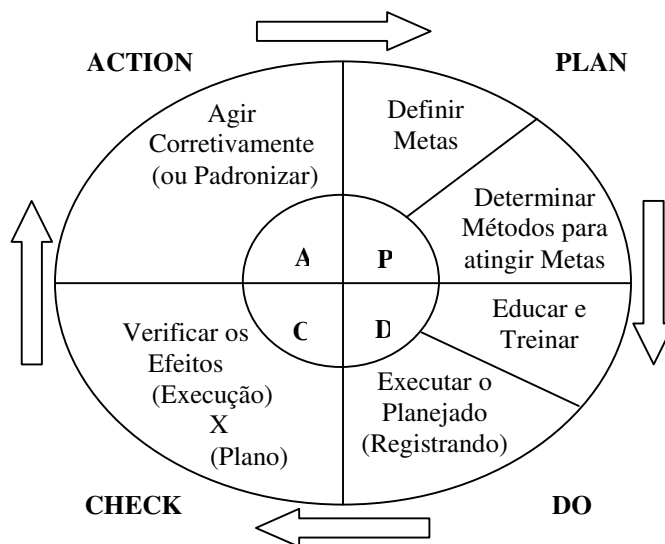 ACTION
PLAN
Agir
Corretivamente
(ou Padronizar)
Definir
Metas
Determinar
Métodos para
atingir Metas
A
P
C
D
Educar e
Treinar
Executar o
Planejado
(Registrando)
Verificar os
Efeitos
(Execução)
X
(Plano)
CHECK
DO